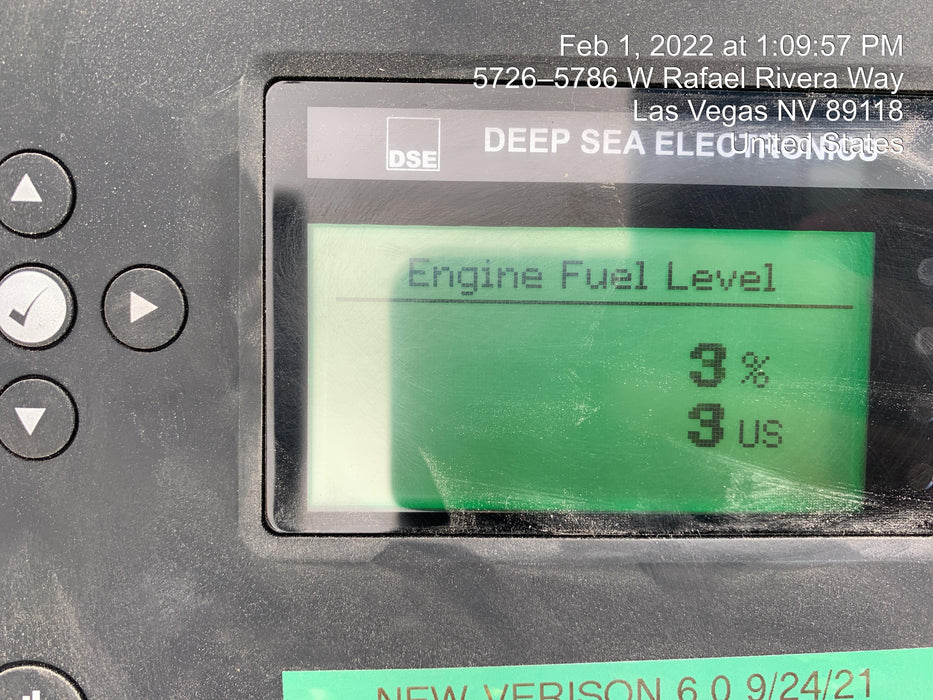 Feb 1, 2022 at 1:09:57 PM
5726–5786 W Rafael Rivera Way
Las Vegas NV 89118
United States
DSE
DEEP SEA ELECTRONICS
Engine Fuel Level
3 %
3 US
NEW VERISON 6.0 9/24/21